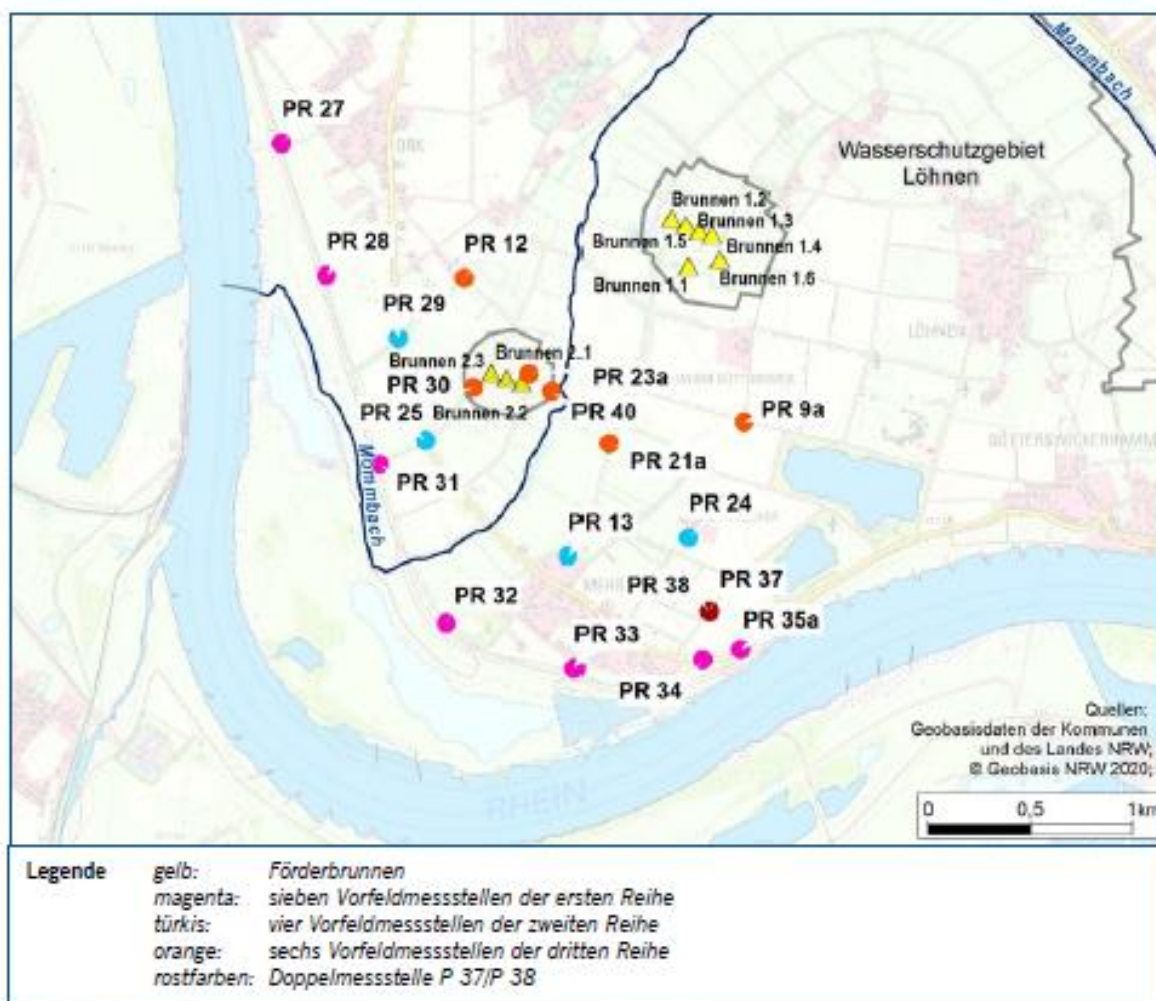 Mommbach
PR 27
Wasserschutzgebiet
Löhnen
Brunnen 1.2
Brunnen 1.3
PR 28
PR 12
Brunnen 1.5
Brunnen 1.4
Brunnen 1.1
Brunnen 1.6
PR 29
LÖHNEN
Brunnen 2.3
Brunnen 2.1
PR 30
PR 23a
PR 25
Brunnen 2.2
PR 40
PR 9a
Mommbach
PR 31
PR 21a
PR 13
PR 24
PR 32
PR 38
PR 37
PR 33
PR 35a
PR 34
Quellen:
Geobasisdaten der Kommunen
und des Landes NRW;
© Geobasis NRW 2020;
RHEIN
0 0,5 1km
Legende
gelb: Förderbrunnen
magenta: sieben Vorfeldmessstellen der ersten Reihe
türkis: vier Vorfeldmessstellen der zweiten Reihe
orange: sechs Vorfeldmessstellen der dritten Reihe
rostfarben: Doppelmessstelle P 37/P 38